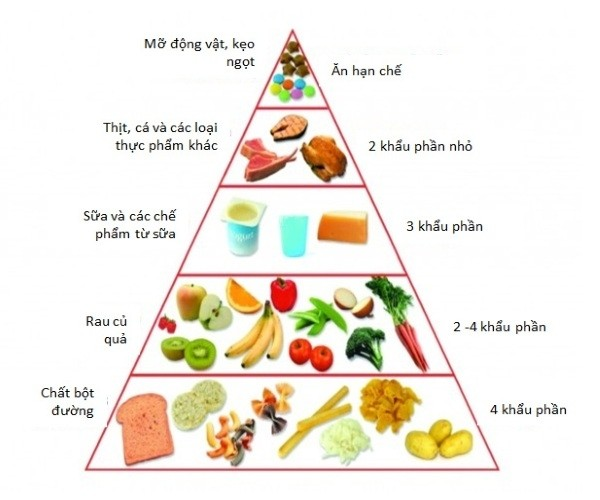 Mỡ động vật, kẹo
ngọt
Ăn hạn chế
Thịt, cá và các loại
thực phẩm khác
2 khẩu phần nhỏ
Sữa và các chế
phẩm từ sữa
3 khẩu phần
Rau củ
quả
2 -4 khẩu phần
Chất bột
đường
4 khẩu phần